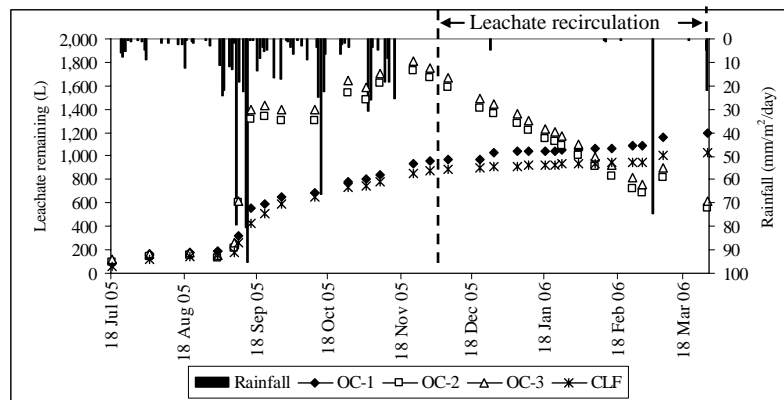 Leachate recirculation
2,000
1,800
1,600
1,400
1,200
1,000
800
600
400
200
0
Leachate remaining (L)
0
10
20
30
40
50
60
70
80
90
100
Rainfall (mm/m²/day)
18 Jul 05
18 Aug 05
18 Sep 05
18 Oct 05
18 Nov 05
18 Dec 05
18 Jan 06
18 Feb 06
18 Mar 06
Rainfall OC-1 OC-2 OC-3 CLF